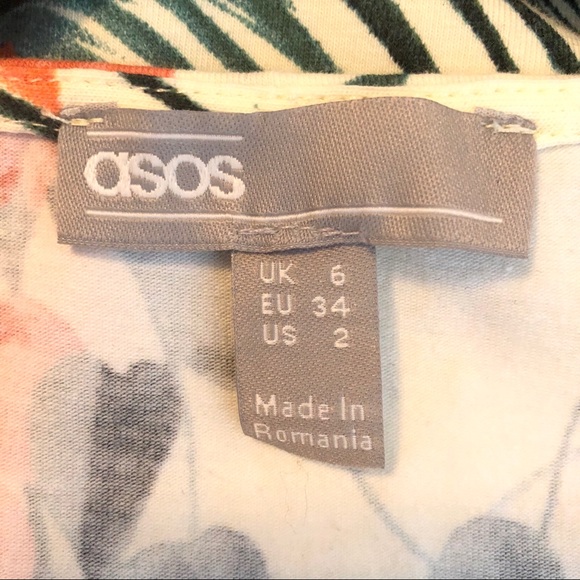 asos
UK 6
EU 34
US 2
Made In
Romania